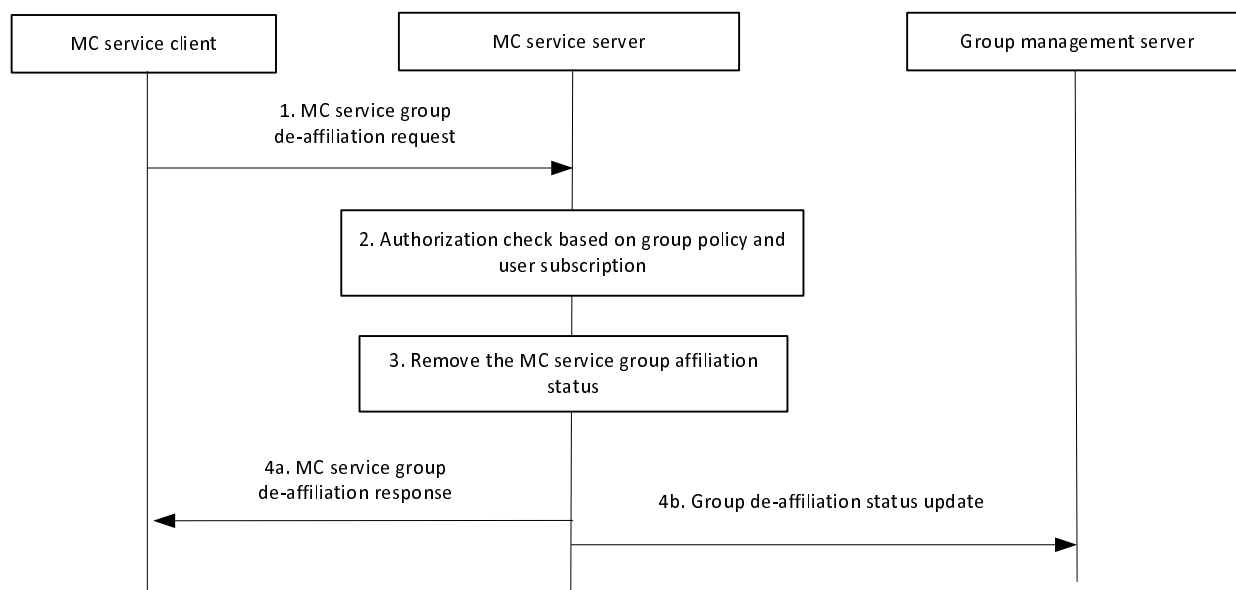 MC service client
MC service server
Group management server
1. MC service group
de-affiliation request
2. Authorization check based on group policy and
user subscription
3. Remove the MC service group affiliation
status
4a. MC service group
de-affiliation response
4b. Group de-affiliation status update